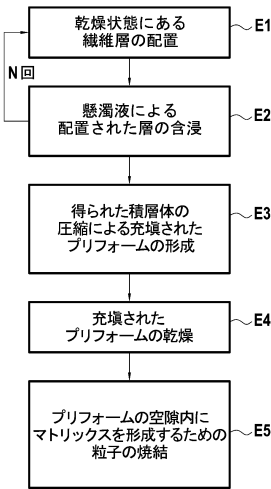 乾燥状態にある
繊維層の配置
E1
N回
懸濁液による
配置された層の含浸
E2
得られた積層体の
圧縮による充塡された
プリフォームの形成
E3
充塡された
プリフォームの乾燥
E4
プリフォームの空隙内に
マトリックスを形成するための
粒子の焼結
E5